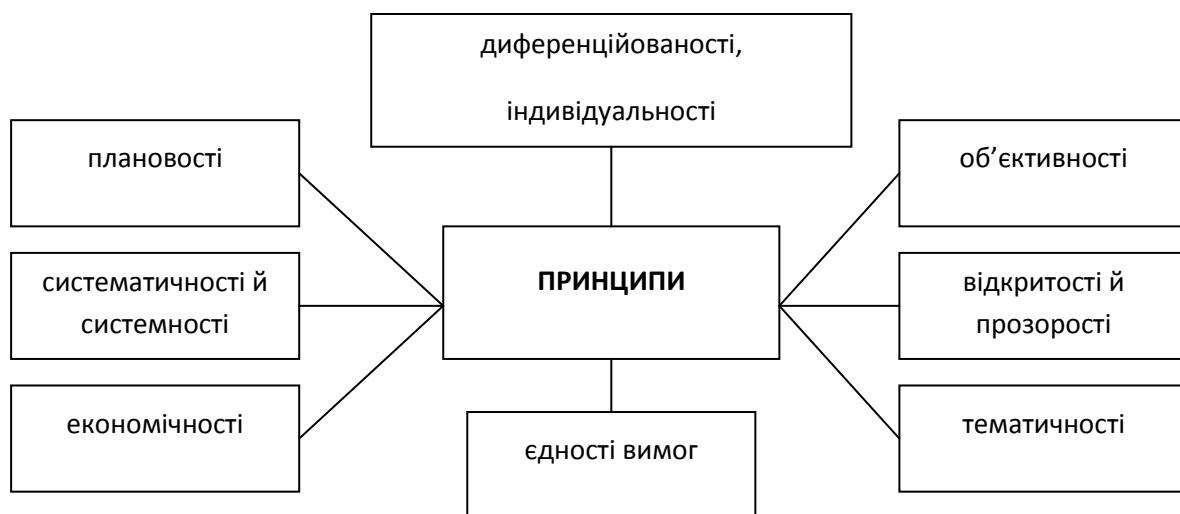 диференційованості,
індивідуальності
плановості
об’єктивності
систематичності й
системності
ПРИНЦИПИ
відкритості й
прозорості
економічності
єдності вимог
тематичності